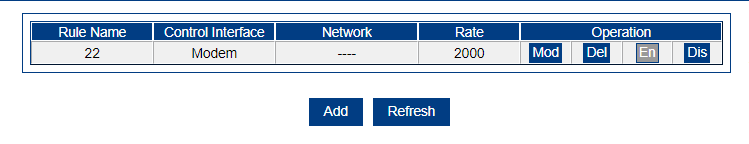 Rule Name Control Interface Network Rate Operation
22 Modem ---- 2000 Mod Del En Dis
Add Refresh